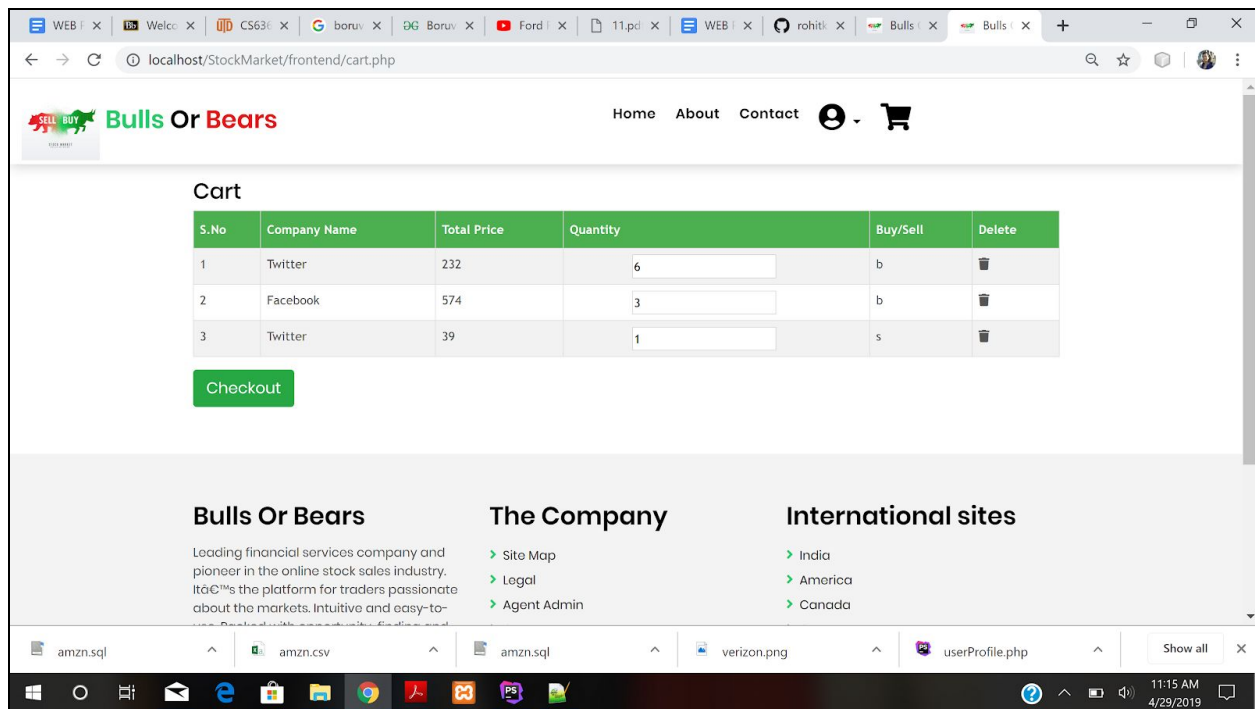 WEB F
Welco
CS636
boruv
Boruv
Ford F
11.pd
WEB F
rohitk
Bulls
Bulls
localhost/StockMarket/frontend/cart.php
SELL BUY
STOCK MARKET
Bulls Or Bears
Home About Contact
Cart
S.No Company Name Total Price Quantity Buy/Sell Delete
1 Twitter 232 6 b
2 Facebook 574 3 b
3 Twitter 39 1 s
Checkout
Bulls Or Bears
Leading financial services company and
pioneer in the online stock sales industry.
Itâ€™s the platform for traders passionate
about the markets. Intuitive and easy-to-
The Company
Site Map
Legal
Agent Admin
International sites
India
America
Canada
amzn.sql
amzn.csv
amzn.sql
verizon.png
userProfile.php
Show all
11:15 AM
4/29/2019